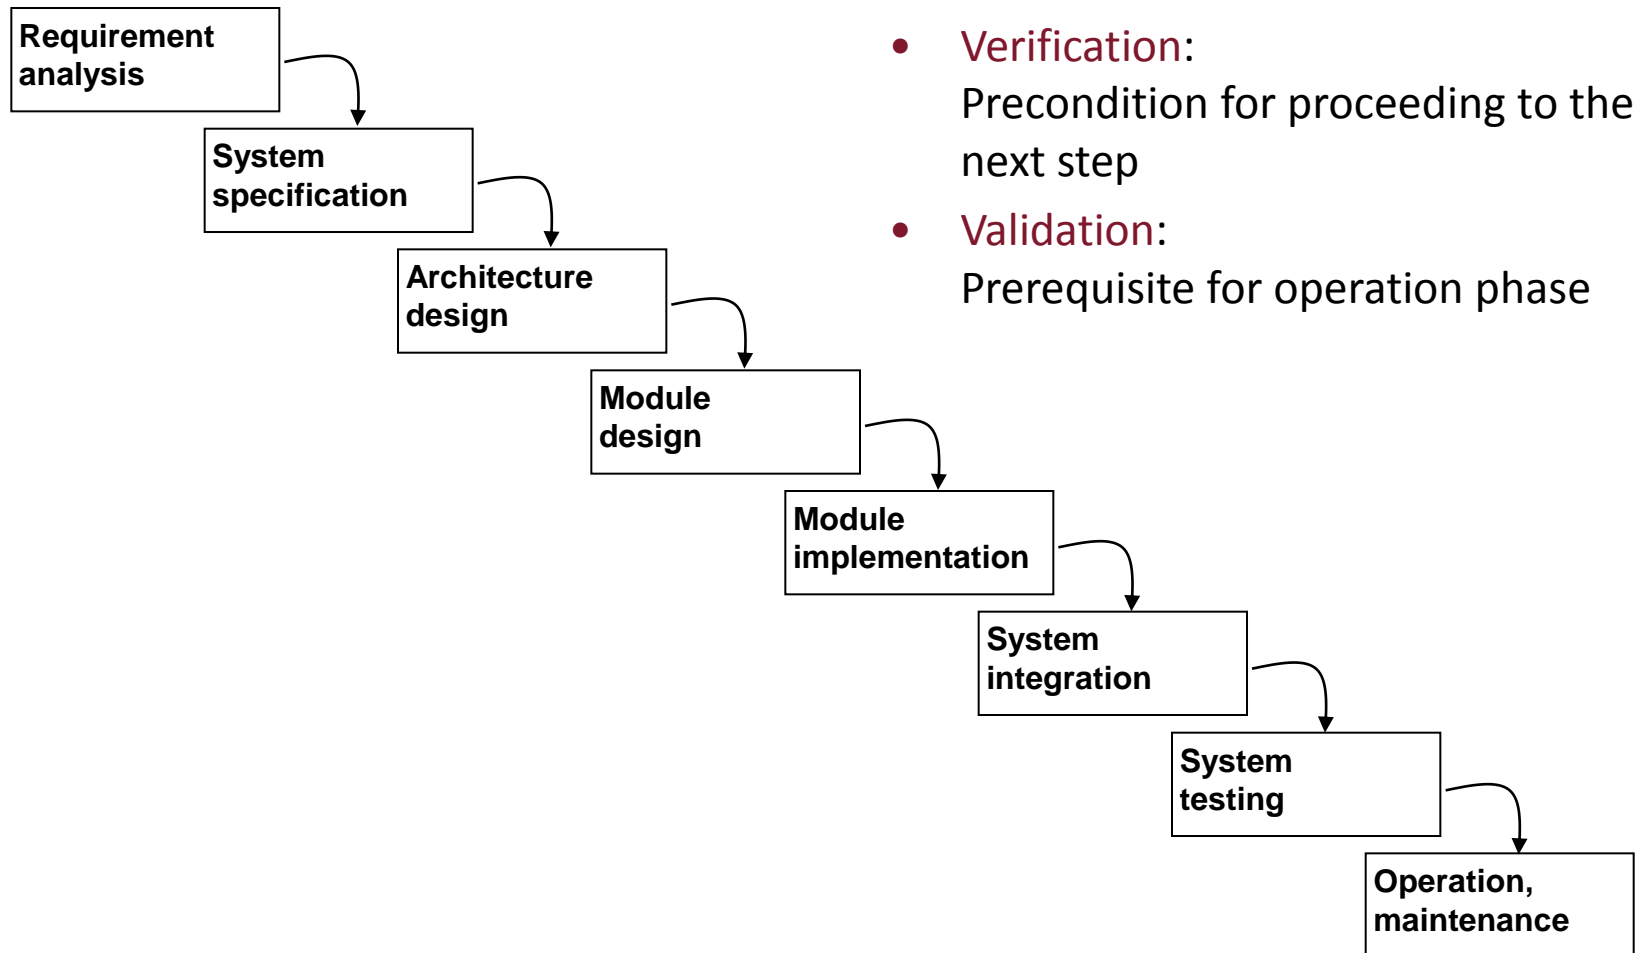 Requirement
analysis
System
specification
Architecture
design
Module
design
Module
implementation
System
integration
System
testing
Operation,
maintenance
• Verification:
Precondition for proceeding to the
next step
• Validation:
Prerequisite for operation phase